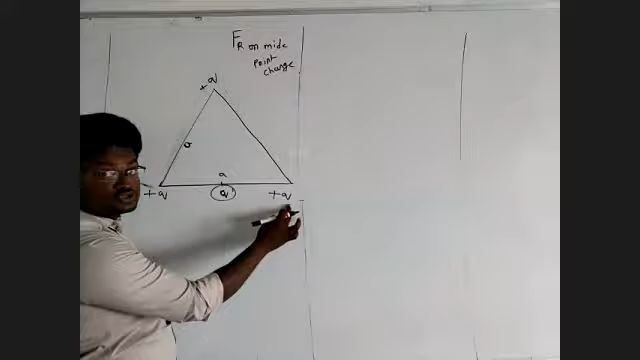 FR on mide
point
charge
+q
a
a
+q
q'
+q